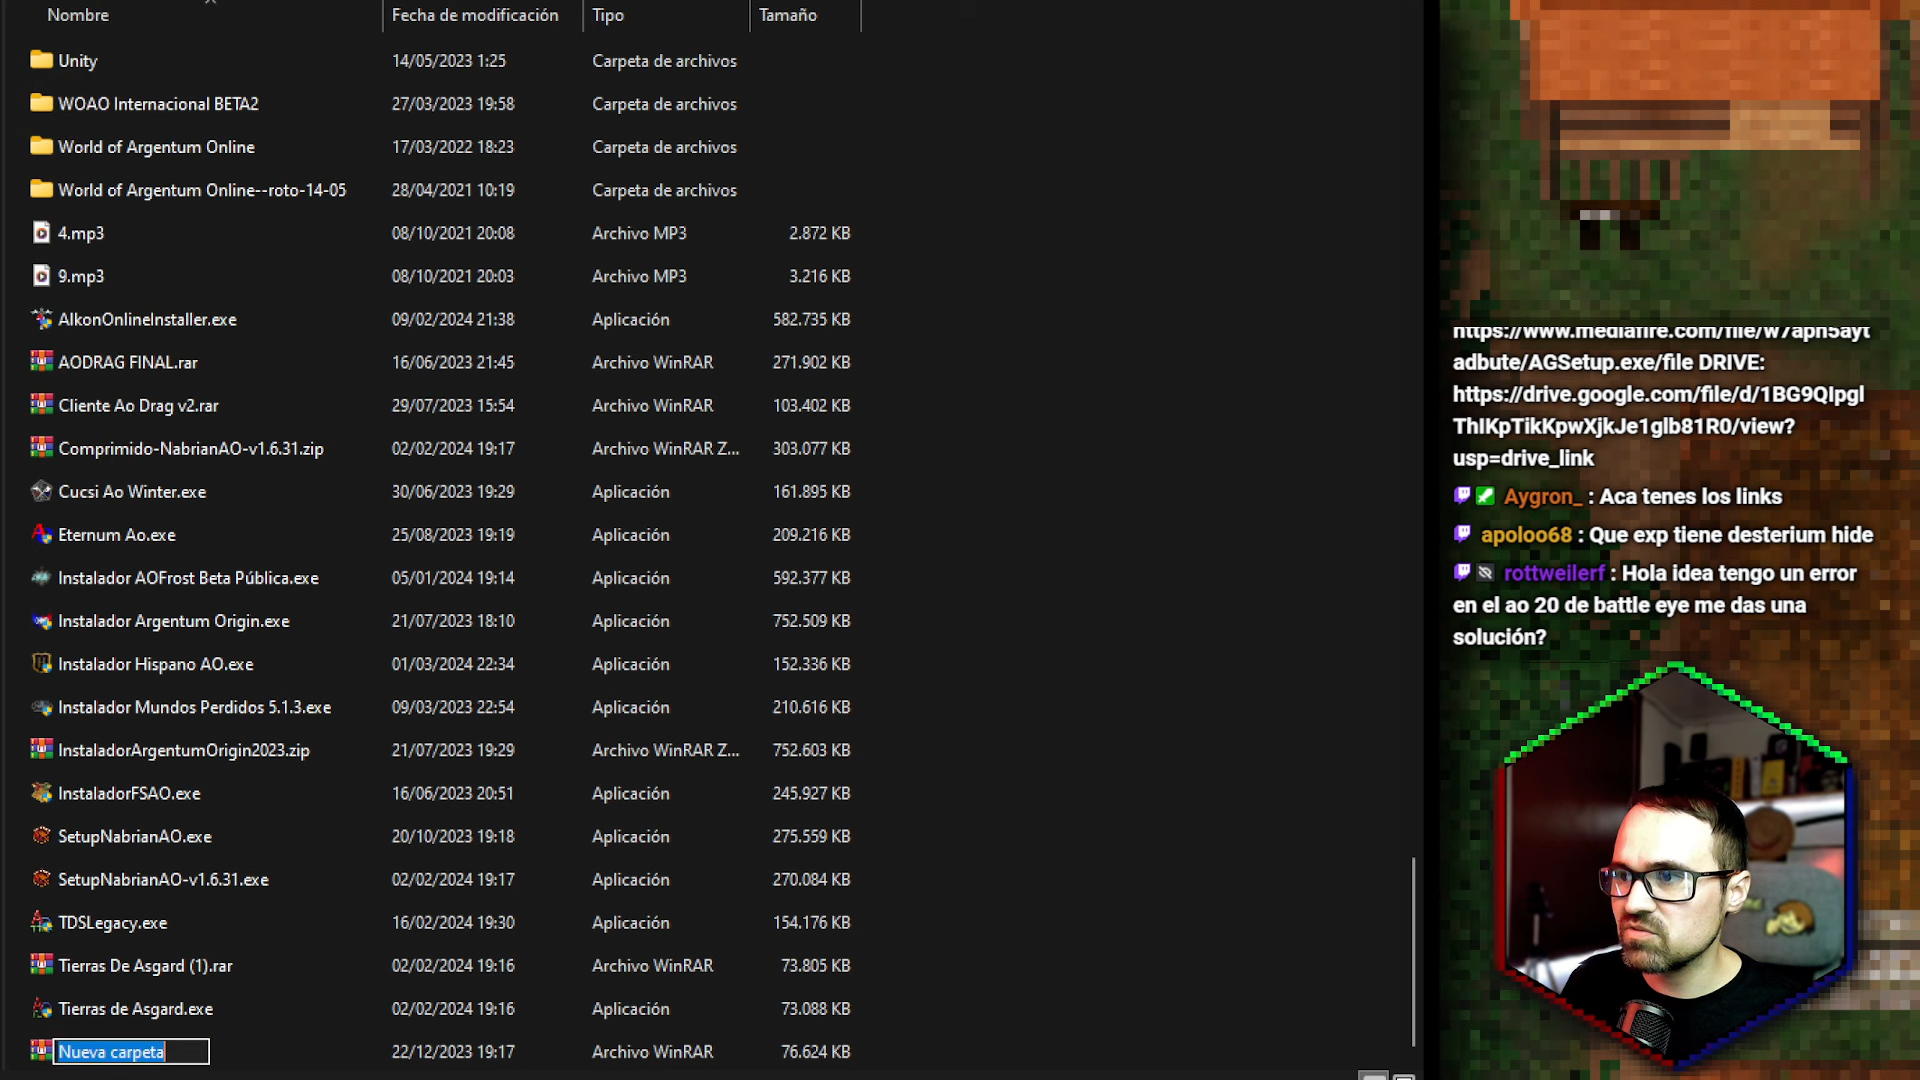 Nombre Fecha de modificación Tipo Tamaño
Unity 14/05/2023 1:25 Carpeta de archivos
WOAO Internacional BETA2 27/03/2023 19:58 Carpeta de archivos
World of Argentum Online 17/03/2022 18:23 Carpeta de archivos
World of Argentum Online--roto-14-05 28/04/2021 10:19 Carpeta de archivos
4.mp3 08/10/2021 20:08 Archivo MP3 2.872 KB
9.mp3 08/10/2021 20:03 Archivo MP3 3.216 KB
AlkonOnlineInstaller.exe 09/02/2024 21:38 Aplicación 582.735 KB
AODRAG FINAL.rar 16/06/2023 21:45 Archivo WinRAR 271.902 KB
Cliente Ao Drag v2.rar 29/07/2023 15:54 Archivo WinRAR 103.402 KB
Comprimido-NabrianAO-v1.6.31.zip 02/02/2024 19:17 Archivo WinRAR Z... 303.077 KB
Cucsi Ao Winter.exe 30/06/2023 19:29 Aplicación 161.895 KB
Eternum Ao.exe 25/08/2023 19:19 Aplicación 209.216 KB
Instalador AOFrost Beta Pública.exe 05/01/2024 19:14 Aplicación 592.377 KB
Instalador Argentum Origin.exe 21/07/2023 18:10 Aplicación 752.509 KB
Instalador Hispano AO.exe 01/03/2024 22:34 Aplicación 152.336 KB
Instalador Mundos Perdidos 5.1.3.exe 09/03/2023 22:54 Aplicación 210.616 KB
InstaladorArgentumOrigin2023.zip 21/07/2023 19:29 Archivo WinRAR Z... 752.603 KB
InstaladorFSAO.exe 16/06/2023 20:51 Aplicación 245.927 KB
SetupNabrianAO.exe 20/10/2023 19:18 Aplicación 275.559 KB
SetupNabrianAO-v1.6.31.exe 02/02/2024 19:17 Aplicación 270.084 KB
TDSLegacy.exe 16/02/2024 19:30 Aplicación 154.176 KB
Tierras De Asgard (1).rar 02/02/2024 19:16 Archivo WinRAR 73.805 KB
Tierras de Asgard.exe 02/02/2024 19:16 Aplicación 73.088 KB
Nueva carpeta 22/12/2023 19:17 Archivo WinRAR 76.624 KB
https://www.mediafire.com/file/w7aph5ayt
adbute/AGSetup.exe/file DRIVE:
https://drive.google.com/file/d/1BG9QIpgl
ThIKpTikKpwXjkJe1glb81R0/view?
usp=drive_link
Aygron_ : Aca tenes los links
apoloo68 : Que exp tiene desterium hide
rottweilerf : Hola idea tengo un error
en el ao 20 de battle eye me das una
solución?